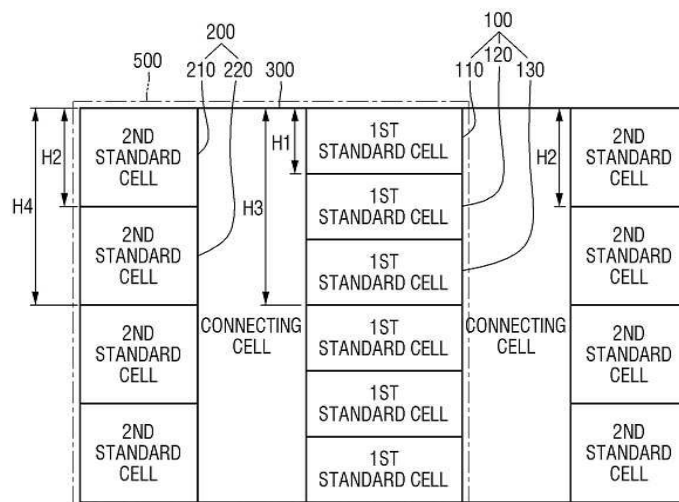 200
100
500
210
220
300
110
120
130
2ND
STANDARD
CELL
H2
H4
H3
H1
1ST
STANDARD CELL
H2
2ND
STANDARD
CELL
1ST
STANDARD CELL
2ND
STANDARD
CELL
1ST
STANDARD CELL
2ND
STANDARD
CELL
2ND
STANDARD
CELL
CONNECTING
CELL
1ST
STANDARD CELL
CONNECTING
CELL
2ND
STANDARD
CELL
1ST
STANDARD CELL
2ND
STANDARD
CELL
1ST
STANDARD CELL
2ND
STANDARD
CELL